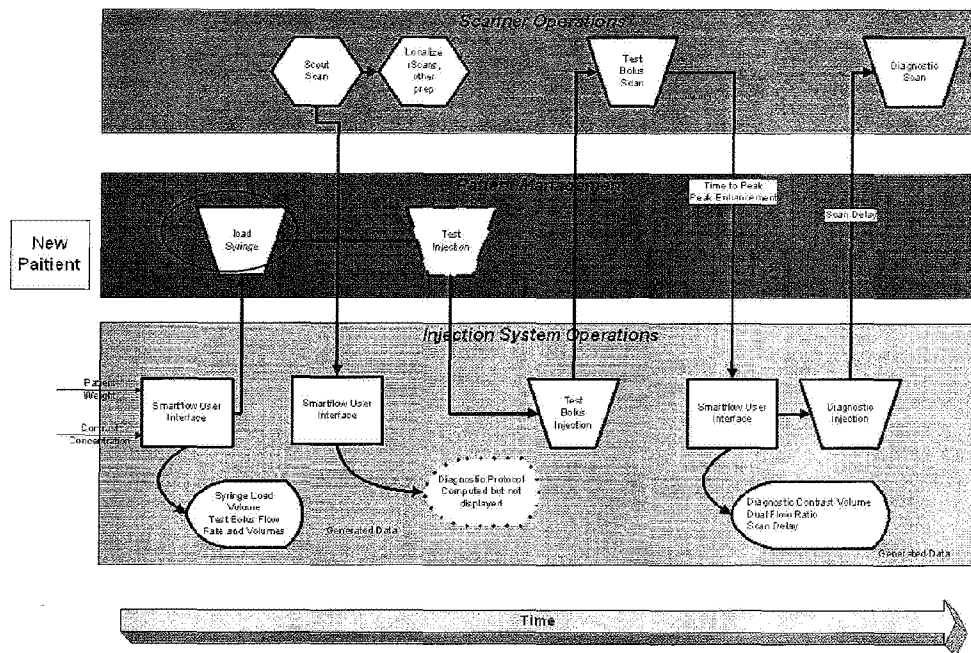 Scanner Operations
Scout
Scan
Localize
rScans,
other
prep
Test
Bolus
Scan
Diagnostic
Scan
Patient Management
Time to Peak
Peak Enhancement
Scan Delay
load
Syringe
Test
Injection
New
Paitient
Injection System Operations
Patient
Weight
Contrast
Concentration
Smartflow User
Interface
Smartflow User
Interface
Test
Bolus
Injection
Smartflow User
Interface
Diagnostic
Injection
Syringe Load
Volume
Test Bolus Flow
Rate and Volumes
Diagnostic Protocol
Computed but not
displayed
Generated Data
Diagnostic Contrast Volume
Dual Flow Ratio
Scan Delay
Generated Data
Time